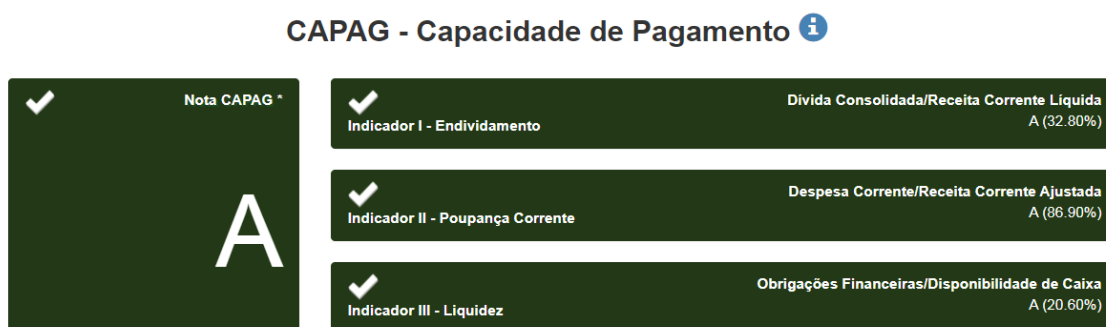 CAPAG - Capacidade de Pagamento
Nota CAPAG *
A
Indicador I - Endividamento
Dívida Consolidada/Receita Corrente Líquida
A (32.80%)
Indicador II - Poupança Corrente
Despesa Corrente/Receita Corrente Ajustada
A (86.90%)
Indicador III - Liquidez
Obrigações Financeiras/Disponibilidade de Caixa
A (20.60%)